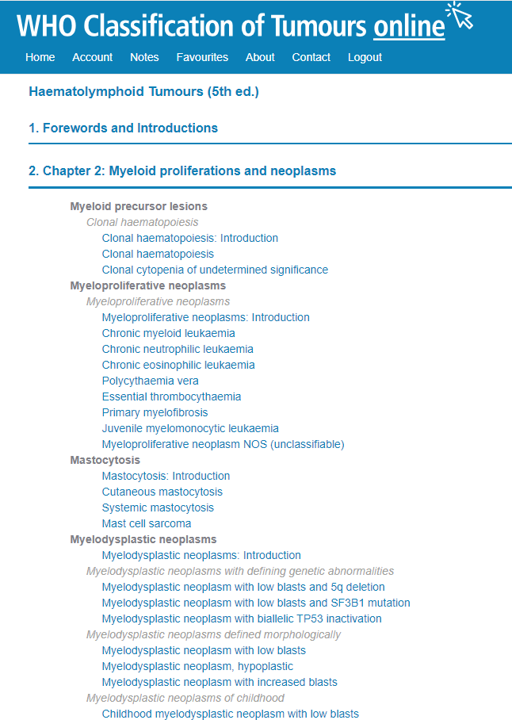 WHO Classification of Tumours online
Home Account Notes Favourites About Contact Logout
Haematolymphoid Tumours (5th ed.)
1. Forewords and Introductions
2. Chapter 2: Myeloid proliferations and neoplasms
Myeloid precursor lesions
Clonal haematopoiesis
Clonal haematopoiesis: Introduction
Clonal haematopoiesis
Clonal cytopenia of undetermined significance
Myeloproliferative neoplasms
Myeloproliferative neoplasms
Myeloproliferative neoplasms: Introduction
Chronic myeloid leukaemia
Chronic neutrophilic leukaemia
Chronic eosinophilic leukaemia
Polycythaemia vera
Essential thrombocythaemia
Primary myelofibrosis
Juvenile myelomonocytic leukaemia
Myeloproliferative neoplasm NOS (unclassifiable)
Mastocytosis
Mastocytosis: Introduction
Cutaneous mastocytosis
Systemic mastocytosis
Mast cell sarcoma
Myelodysplastic neoplasms
Myelodysplastic neoplasms: Introduction
Myelodysplastic neoplasms with defining genetic abnormalities
Myelodysplastic neoplasm with low blasts and 5q deletion
Myelodysplastic neoplasm with low blasts and SF3B1 mutation
Myelodysplastic neoplasm with biallelic TP53 inactivation
Myelodysplastic neoplasms defined morphologically
Myelodysplastic neoplasm with low blasts
Myelodysplastic neoplasm, hypoplastic
Myelodysplastic neoplasm with increased blasts
Myelodysplastic neoplasms of childhood
Childhood myelodysplastic neoplasm with low blasts